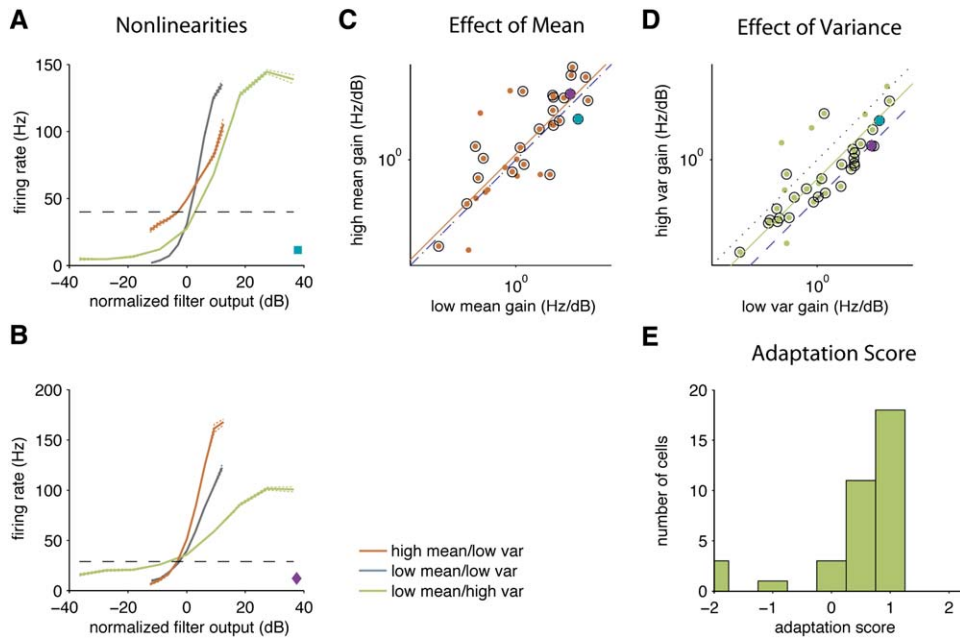 A
Nonlinearities
150
100
50
0
firing rate (Hz)
−40 −20 0 20 40
normalized filter output (dB)
B
200
150
100
50
0
firing rate (Hz)
−40 −20 0 20 40
normalized filter output (dB)
high mean/low var
low mean/low var
low mean/high var
C
Effect of Mean
high mean gain (Hz/dB)
10⁰
10⁰
low mean gain (Hz/dB)
D
Effect of Variance
high var gain (Hz/dB)
10⁰
10⁰
low var gain (Hz/dB)
E
Adaptation Score
20
15
10
5
0
number of cells
−2 −1 0 1 2
adaptation score